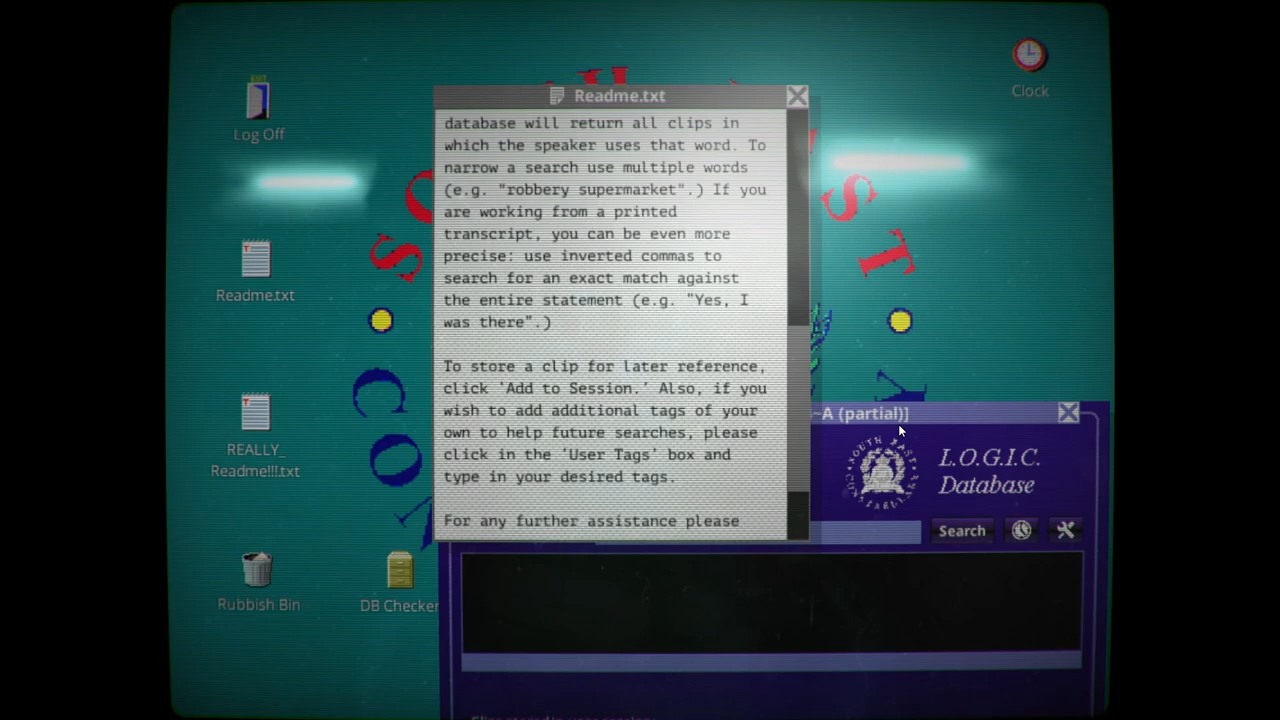 Log Off
Clock
Readme.txt
database will return all clips in
which the speaker uses that word. To
narrow a search use multiple words
(e.g. "robbery supermarket".) If you
are working from a printed
transcript, you can be even more
precise: use inverted commas to
search for an exact match against
the entire statement (e.g. "Yes, I
was there".)
To store a clip for later reference,
click 'Add to Session.' Also, if you
wish to add additional tags of your
own to help future searches, please
click in the 'User Tags' box and
type in your desired tags.
For any further assistance please
Readme.txt
REALLY_
Readme!!!.txt
Rubbish Bin
DB Checker
~A (partial)]
SOUTH EAST
CONSTABULARY
L.O.G.I.C.
Database
Search
S T
C O